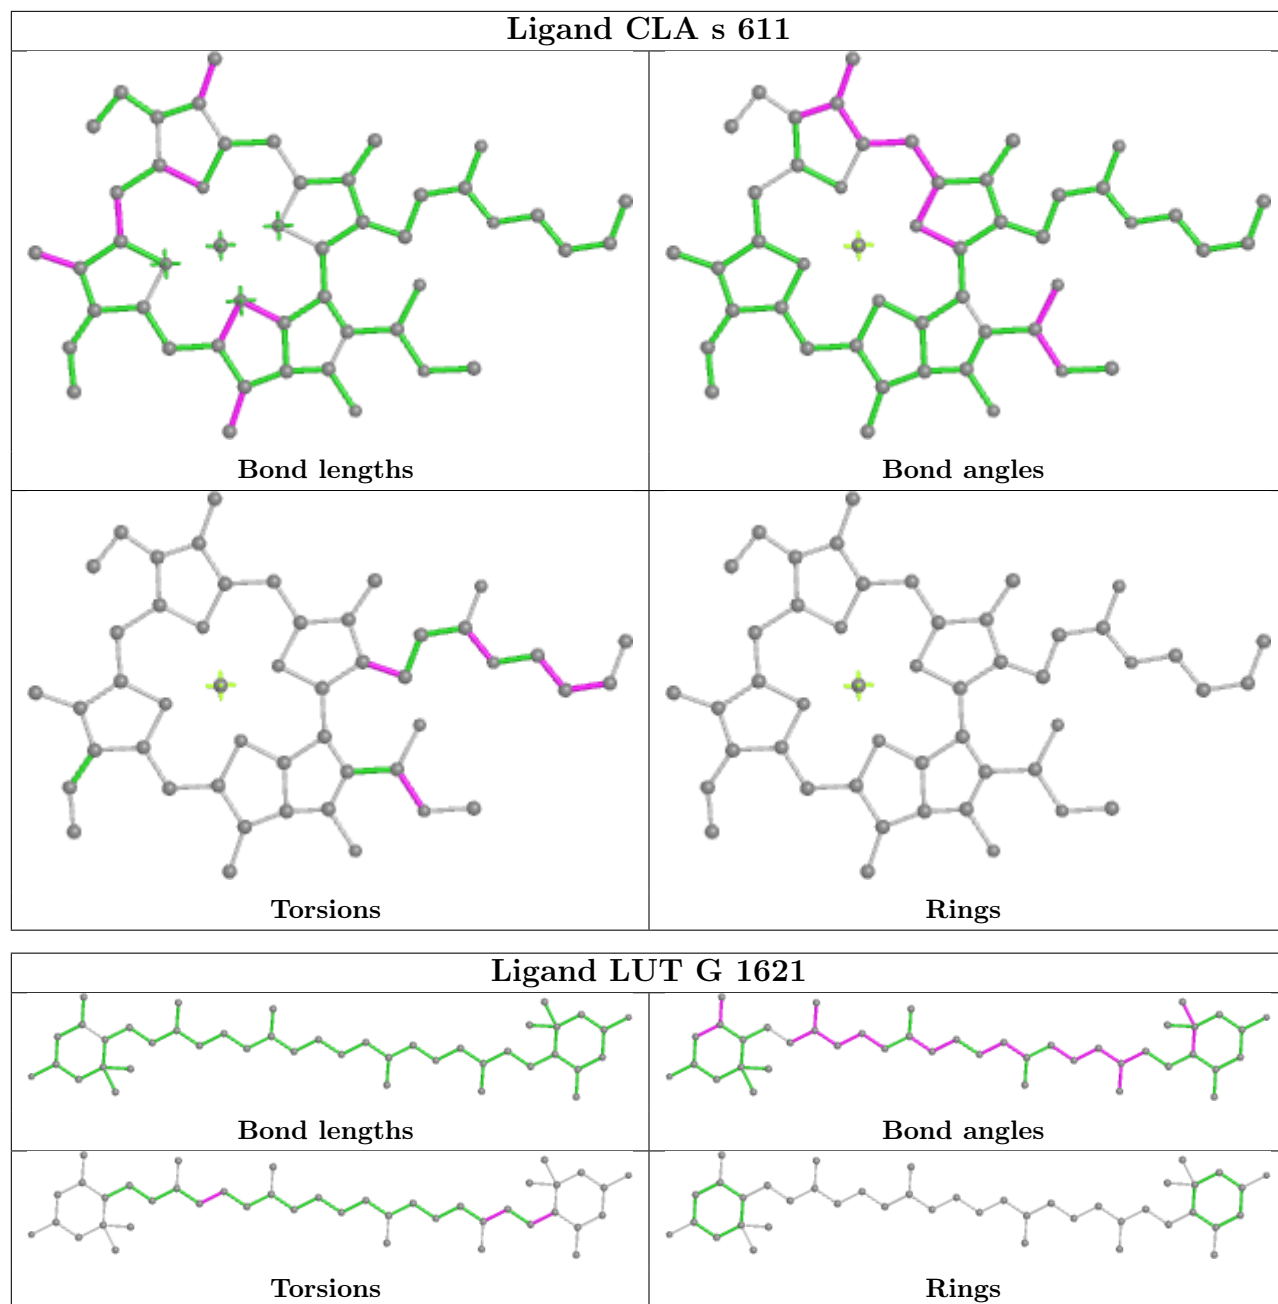 Ligand CLA s 611
Bond lengths
Bond angles
Torsions
Rings
Ligand LUT G 1621
Bond lengths
Bond angles
Torsions
Rings